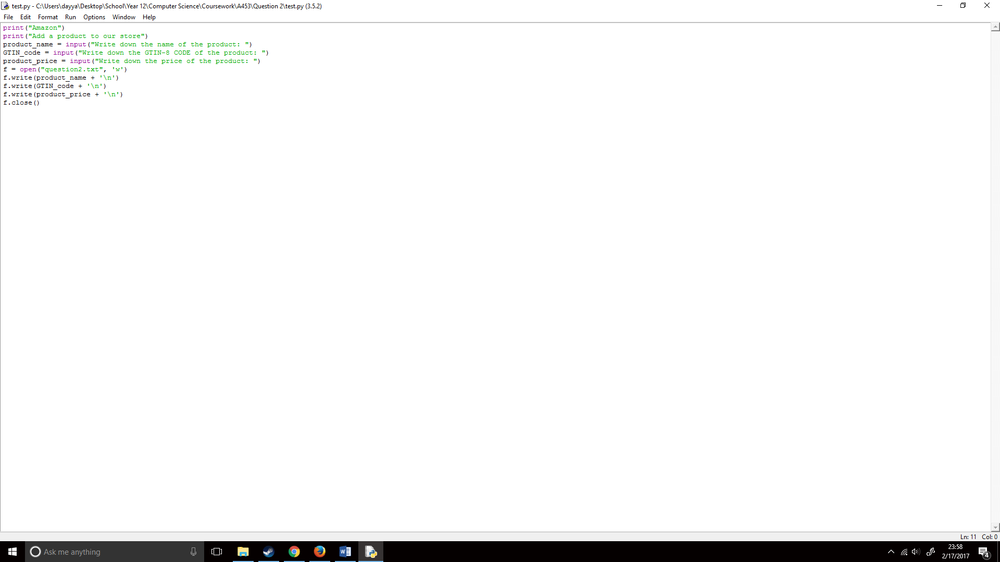 test.py - C:\Users\dayya\Desktop\School\Year 12\Computer Science\Coursework\A453\Question 2\test.py (3.5.2)
File Edit Format Run Options Window Help
print("Amazon")
print("Add a product to our store")
product_name = input("Write down the name of the product: ")
GTIN_code = input("Write down the GTIN-8 CODE of the product: ")
product_price = input("Write down the price of the product: ")
f = open("question2.txt", 'w')
f.write(product_name + '\n')
f.write(GTIN_code + '\n')
f.write(product_price + '\n')
f.close()
Ln: 11 Col: 0
Ask me anything
23:58
2/17/2017
4